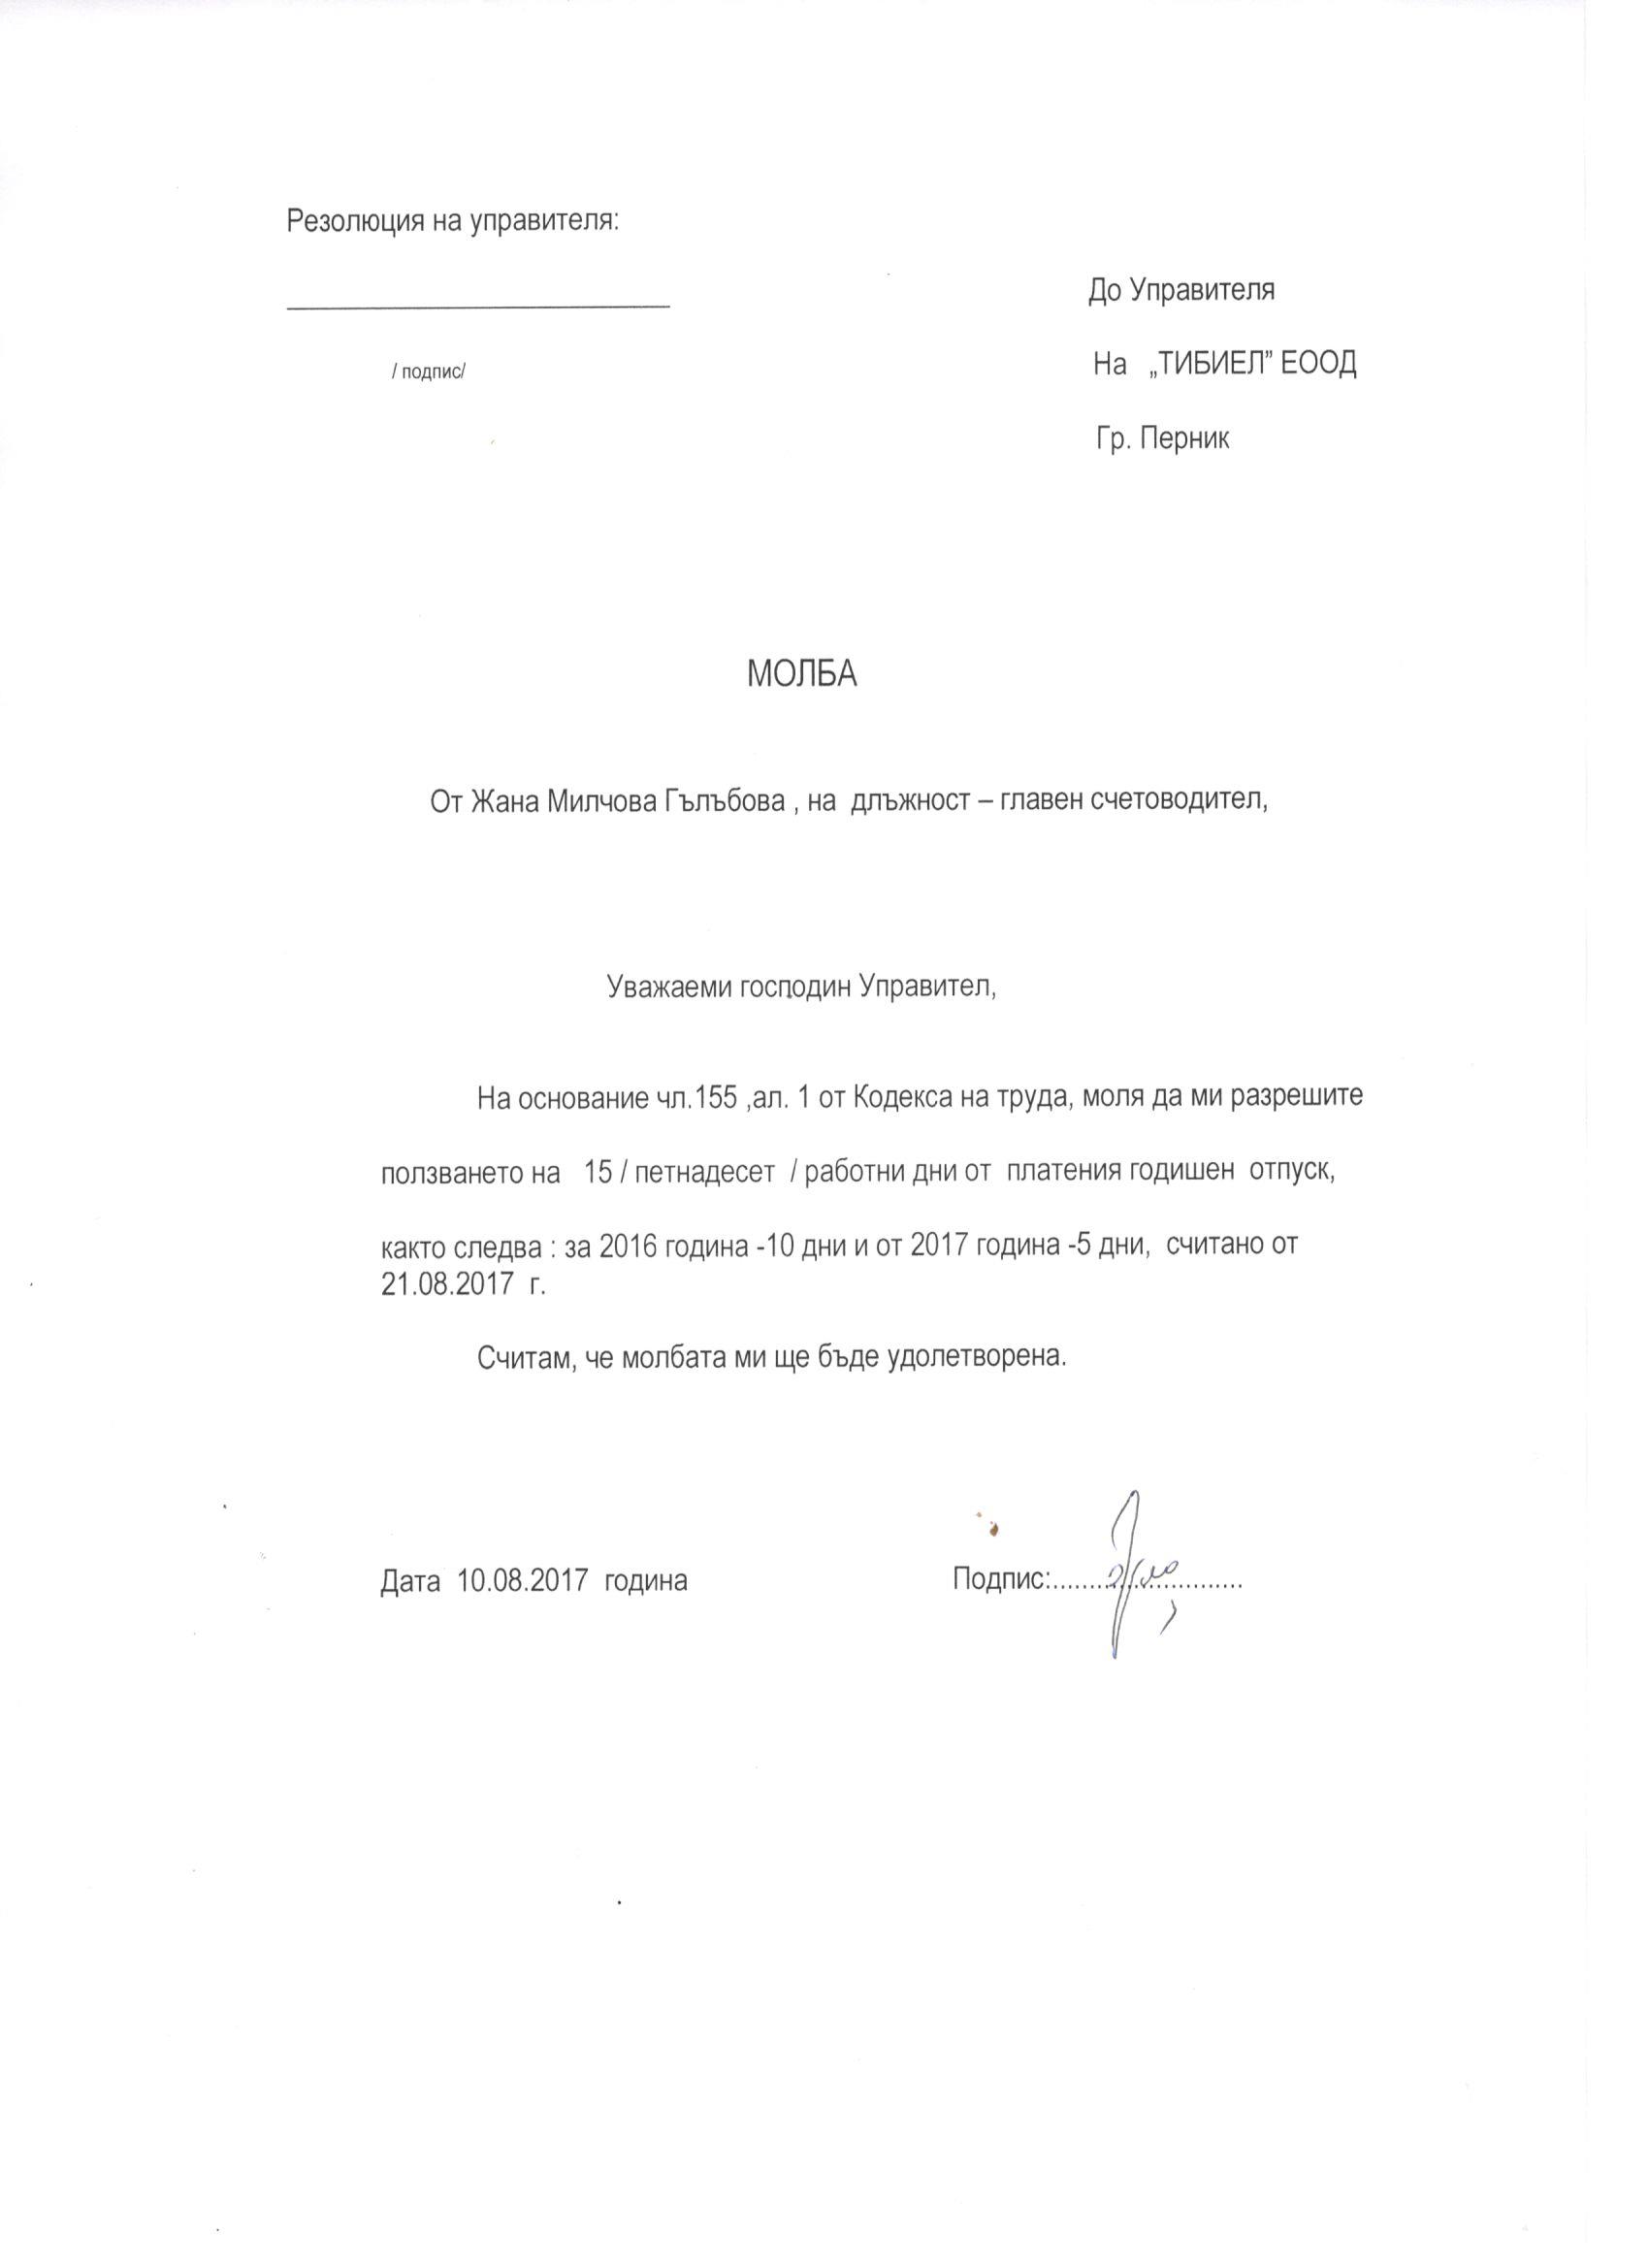 Резолюция на управителя:
До Управителя
/ подпис/
На „ТИБИЕЛ” ЕООД
Гр. Перник
МОЛБА
От Жана Милчова Гълъбова , на длъжност – главен счетоводител,
Уважаеми господин Управител,
На основание чл.155 ,ал. 1 от Кодекса на труда, моля да ми разрешите
ползването на 15 / петнадесет / работни дни от платения годишен отпуск,
както следва : за 2016 година -10 дни и от 2017 година -5 дни, считано от
21.08.2017 г.
Считам, че молбата ми ще бъде удолетворена.
Дата 10.08.2017 година Подпис:..........................